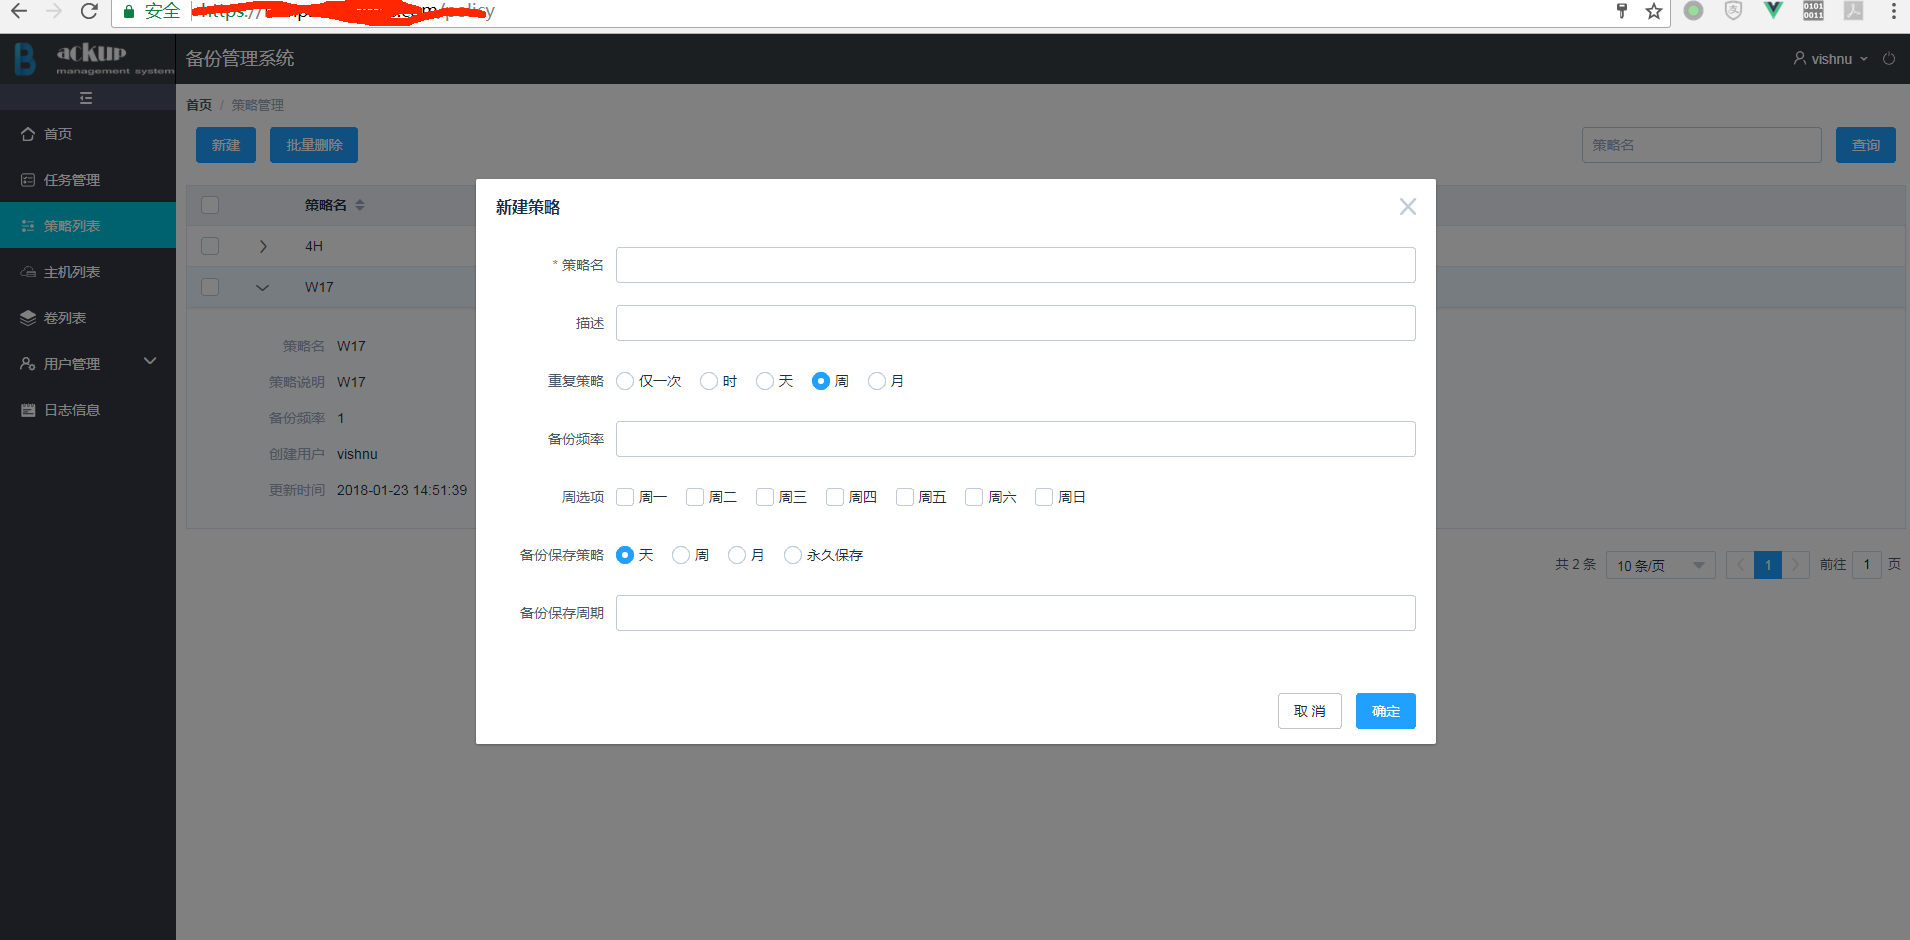 安全 https:// /policy
B ackup
management system
备份管理系统
vishnu
首页 / 策略管理
首页
任务管理
策略列表
主机列表
卷列表
用户管理
日志信息
新建 批量删除
策略名 查询
策略名
4H
W17
策略名 W17
策略说明 W17
备份频率 1
创建用户 vishnu
更新时间 2018-01-23 14:51:39
共 2 条 10 条/页 1 前往 1 页
新建策略
* 策略名
描述
重复策略 仅一次 时 天 周 月
备份频率
周选项 周一 周二 周三 周四 周五 周六 周日
备份保存策略 天 周 月 永久保存
备份保存周期
取 消 确定